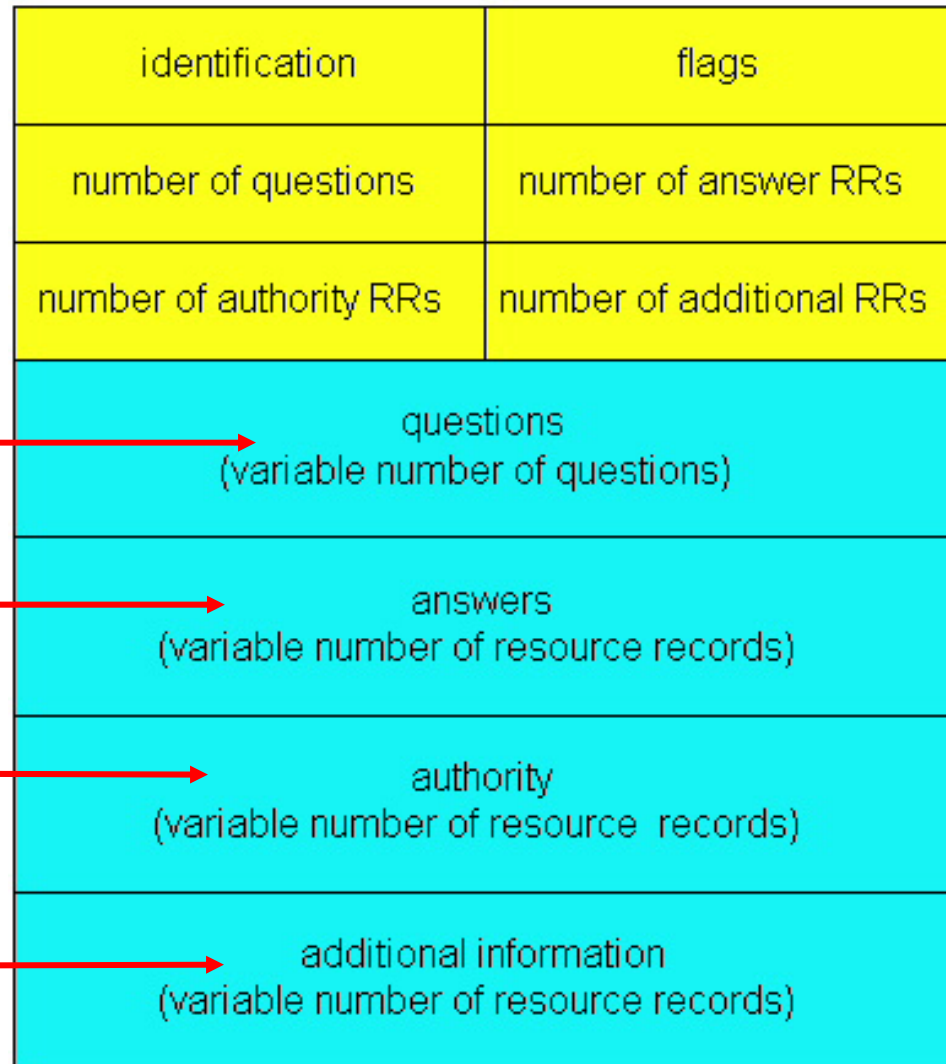 identification
flags
number of questions
number of answer RRs
number of authority RRs
number of additional RRs
questions
(variable number of questions)
answers
(variable number of resource records)
authority
(variable number of resource records)
additional information
(variable number of resource records)